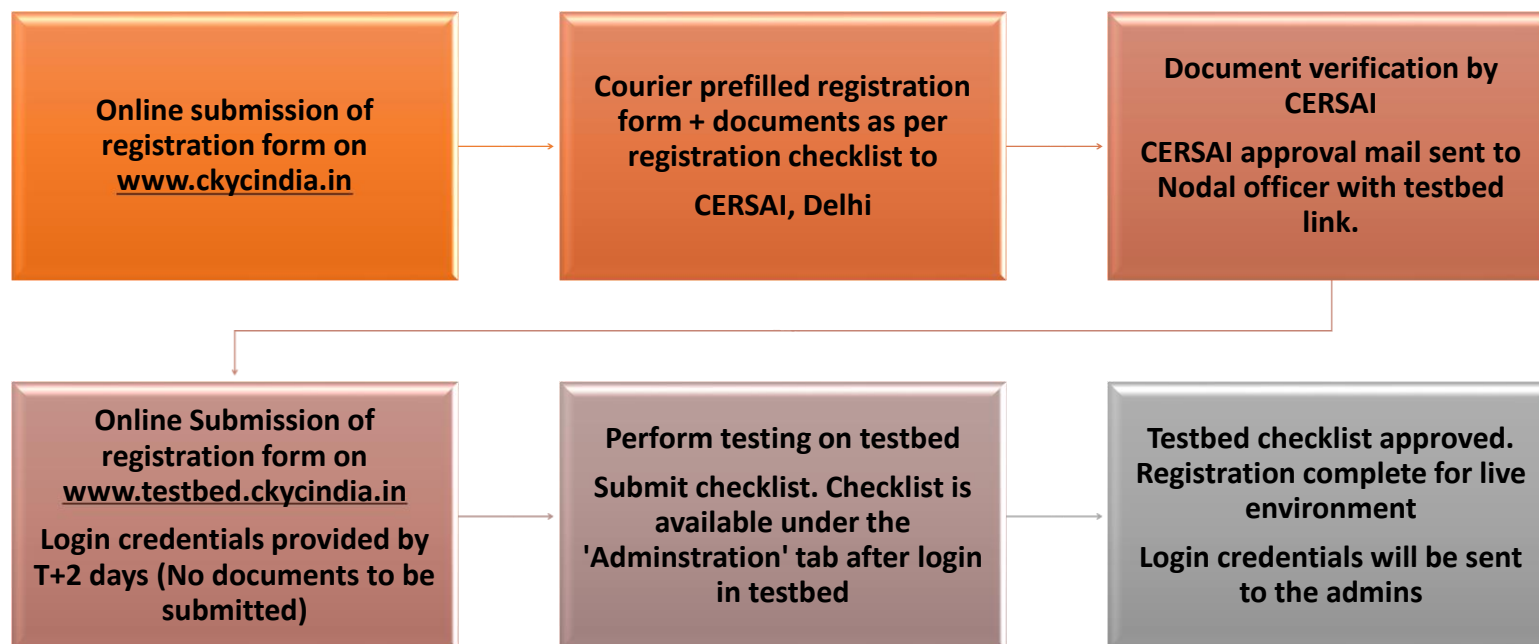 Online submission of
registration form on
www.ckycindia.in
Courier prefilled registration
form + documents as per
registration checklist to
CERSAI, Delhi
Document verification by
CERSAI
CERSAI approval mail sent to
Nodal officer with testbed
link.
Online Submission of
registration form on
www.testbed.ckycindia.in
Login credentials provided by
T+2 days (No documents to be
submitted)
Perform testing on testbed
Submit checklist. Checklist is
available under the
'Adminstration' tab after login
in testbed
Testbed checklist approved.
Registration complete for live
environment
Login credentials will be sent
to the admins